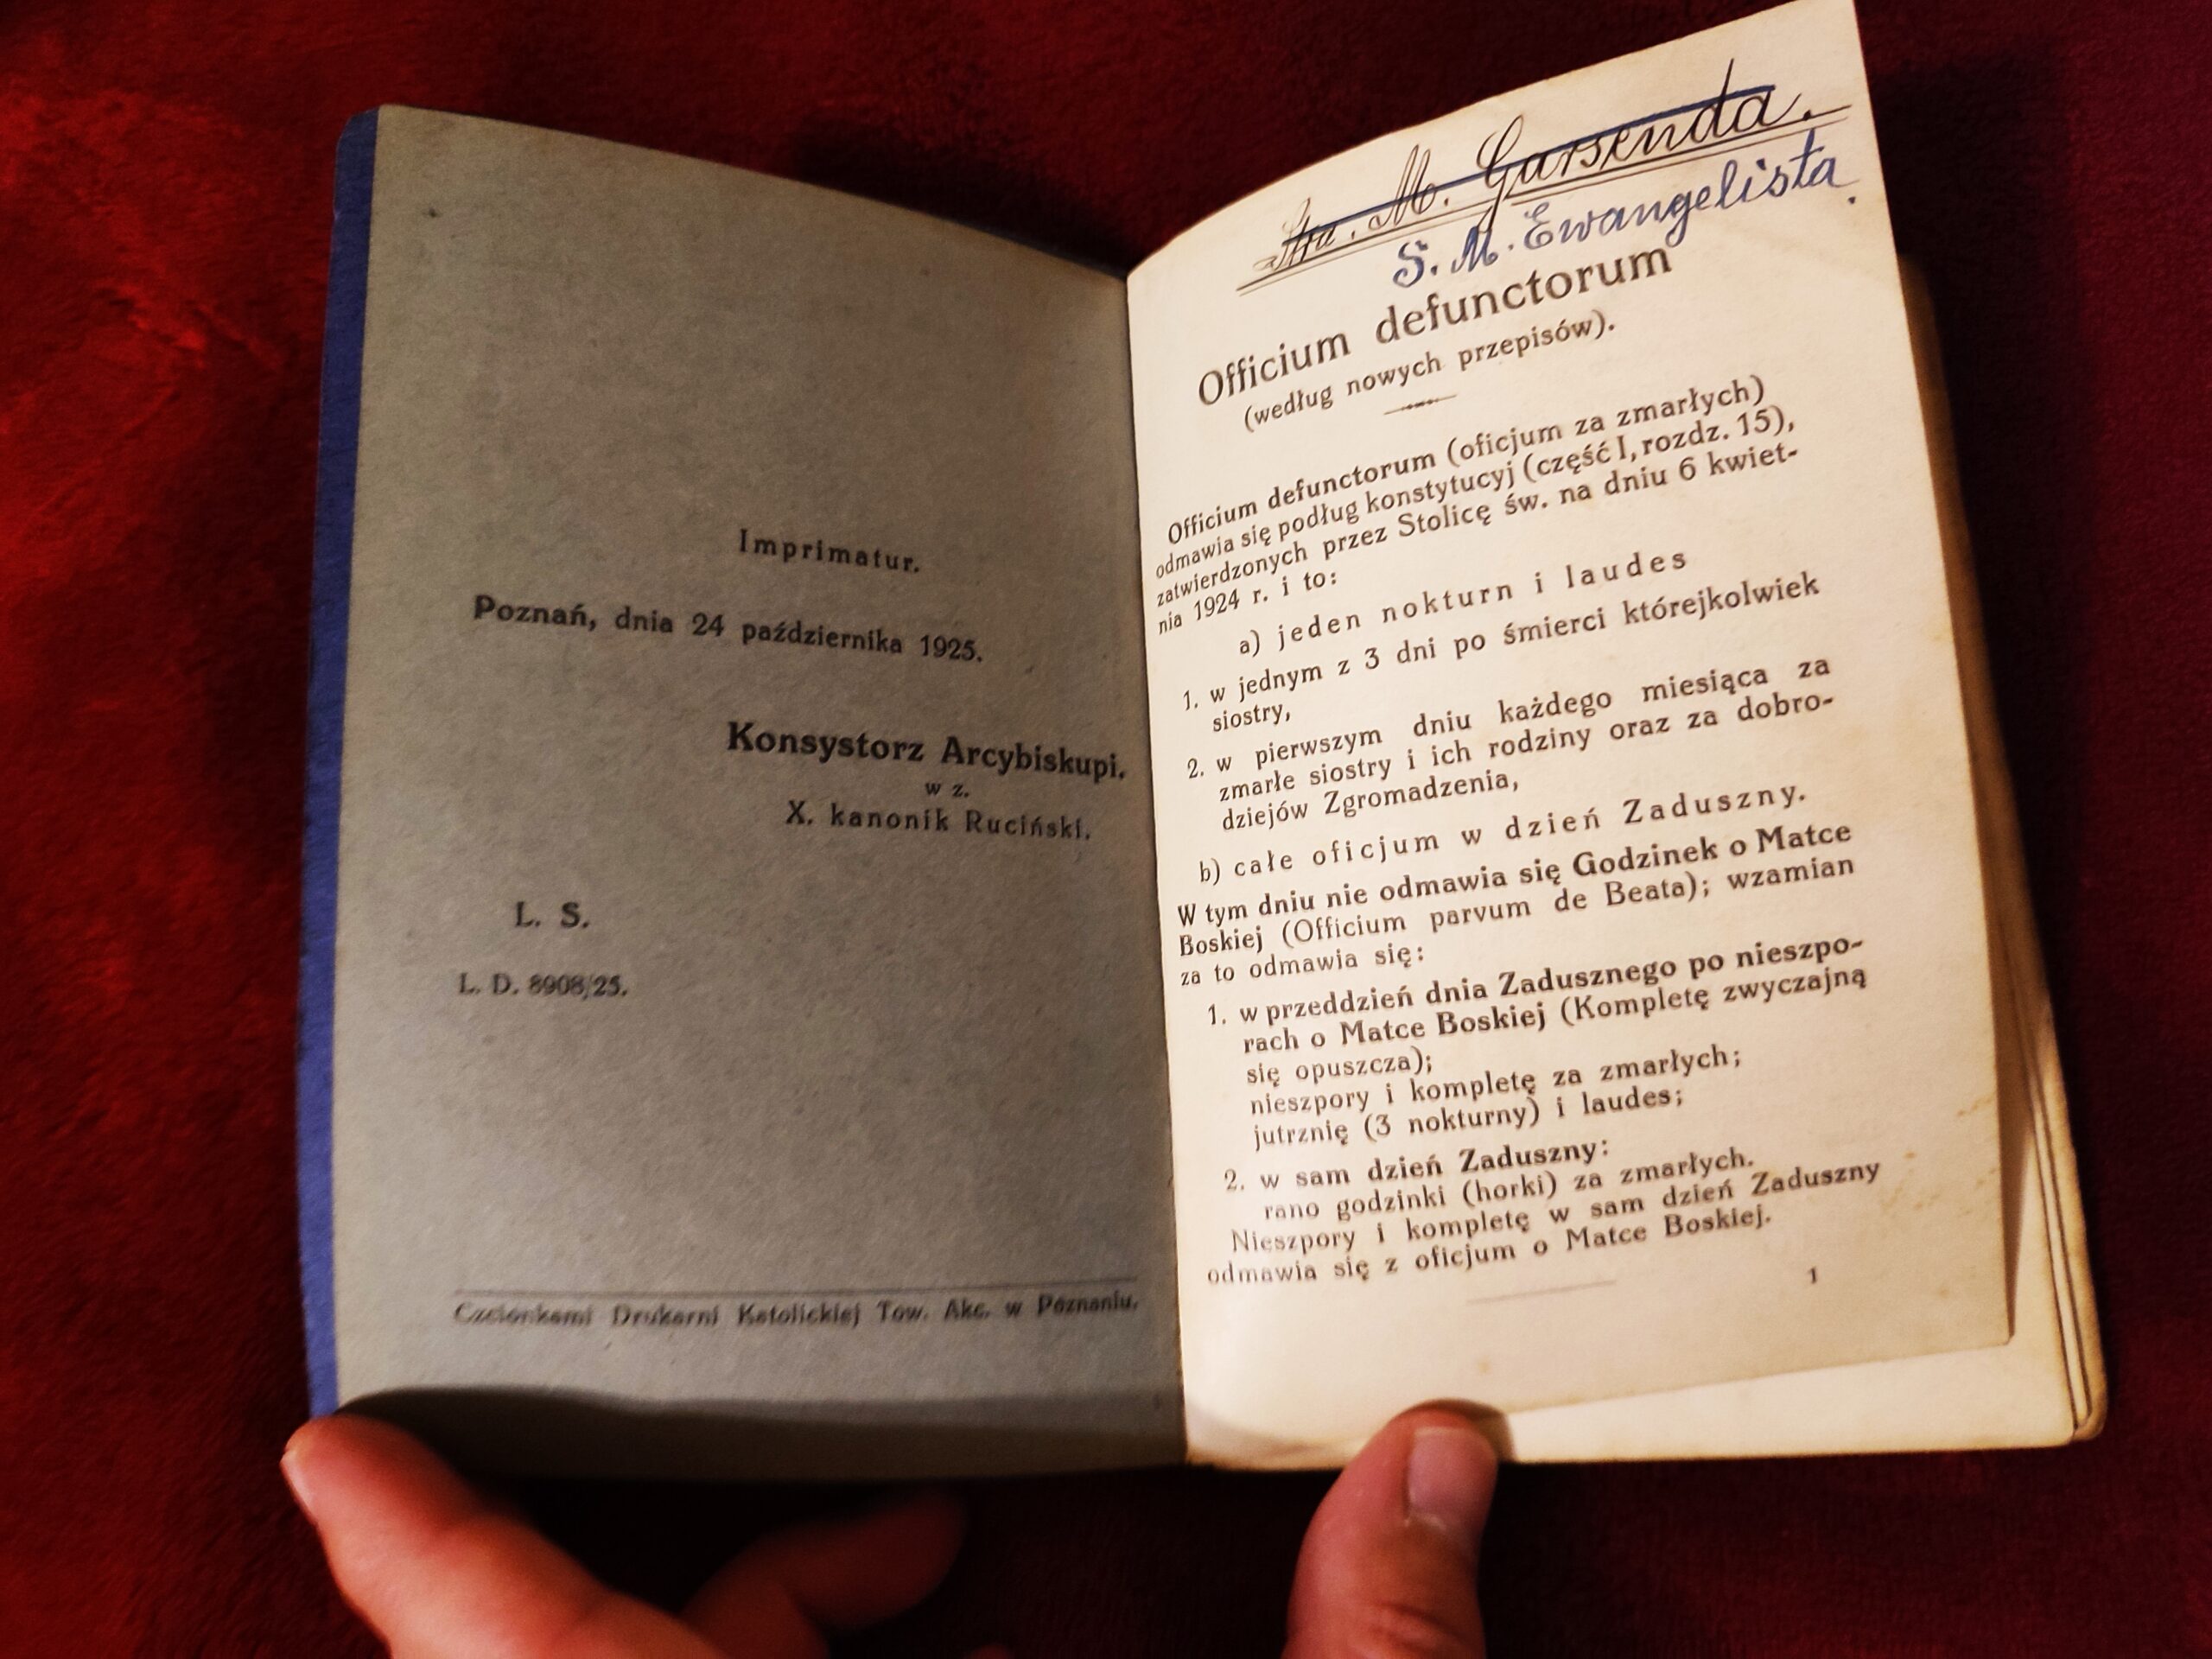 Imprimatur.
Poznań, dnia 24 października 1925.
Konsystorz Arcybiskupi.
w z.
X. kanonik Ruciński.
L. S.
L. D. 8908/25.
Czcionkami Drukarni Katolickiej Tow. Akc. w Poznaniu.
Stra. M. Garsenda.
S. M. Ewangelista.
Officium defunctorum
(według nowych przepisów).
Officium defunctorum (oficjum za zmarłych)
odmawia się podług konstytucyj (część I, rozdz. 15),
zatwierdzonych przez Stolicę św. na dniu 6 kwiet-
nia 1924 r. i to:
a) jeden nokturn i laudes
1. w jednym z 3 dni po śmierci którejkolwiek
siostry,
2. w pierwszym dniu każdego miesiąca za
zmarłe siostry i ich rodziny oraz za dobro-
dziejów Zgromadzenia,
b) całe oficjum w dzień Zaduszny.
W tym dniu nie odmawia się Godzinek o Matce
Boskiej (Officium parvum de Beata); wzamian
za to odmawia się:
1. w przeddzień dnia Zadusznego po nieszpo-
rach o Matce Boskiej (Kompletę zwyczajną
się opuszcza);
nieszpory i kompletę za zmarłych;
jutrznię (3 nokturny) i laudes;
2. w sam dzień Zaduszny:
rano godzinki (horki) za zmarłych.
Nieszpory i kompletę w sam dzień Zaduszny
odmawia się z oficjum o Matce Boskiej.
1